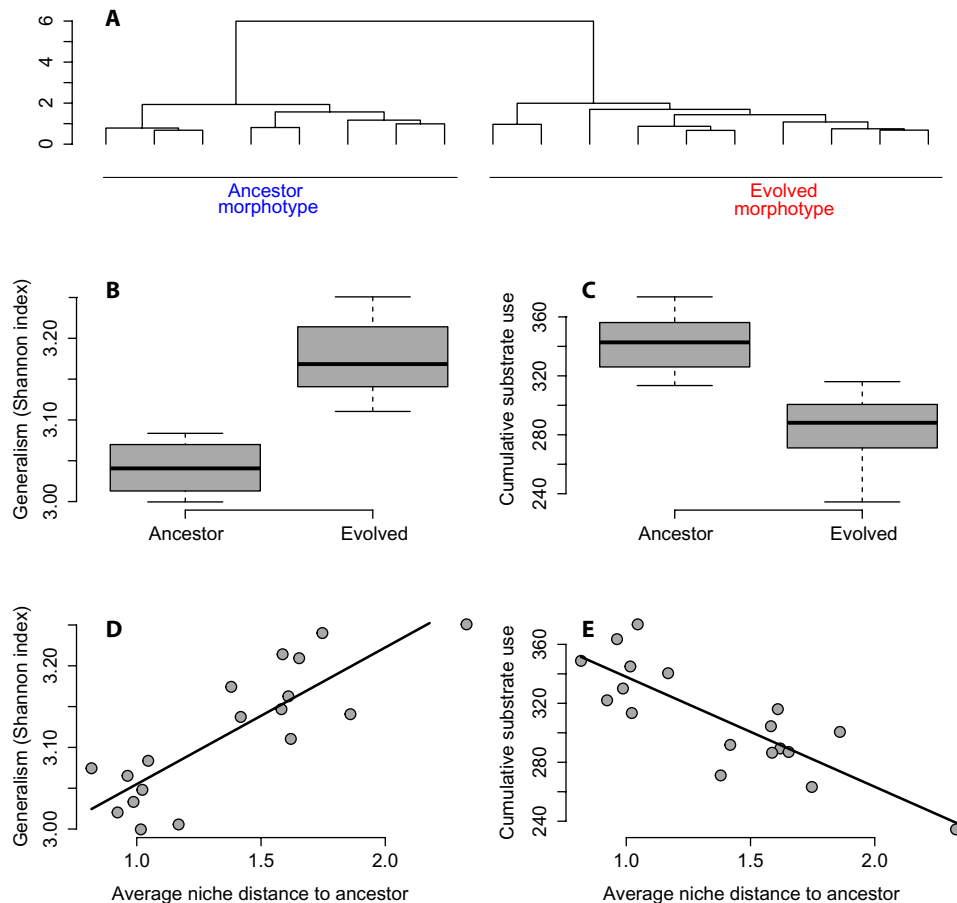 A
6
4
2
0
Ancestor
morphotype
Evolved
morphotype
B
Generalism (Shannon index)
3.20
3.10
3.00
Ancestor
Evolved
C
Cumulative substrate use
360
320
280
240
Ancestor
Evolved
D
Generalism (Shannon index)
3.20
3.10
3.00
1.0
1.5
2.0
Average niche distance to ancestor
E
Cumulative substrate use
360
320
280
240
1.0
1.5
2.0
Average niche distance to ancestor